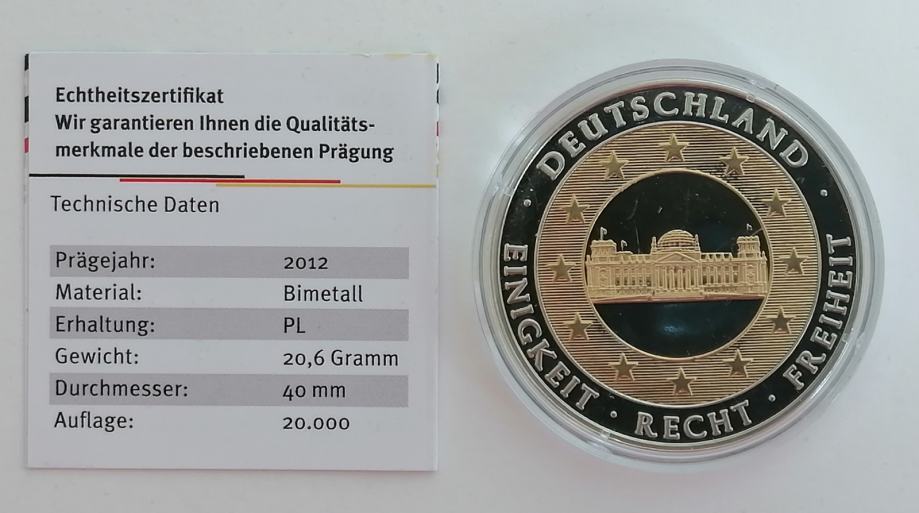 Echtheitszertifikat
Wir garantieren Ihnen die Qualitäts-
merkmale der beschriebenen Prägung
Technische Daten
Prägejahr: 2012
Material: Bimetall
Erhaltung: PL
Gewicht: 20,6 Gramm
Durchmesser: 40 mm
Auflage: 20.000
DEUTSCHLAND
EINIGKEIT · RECHT · FREIHEIT